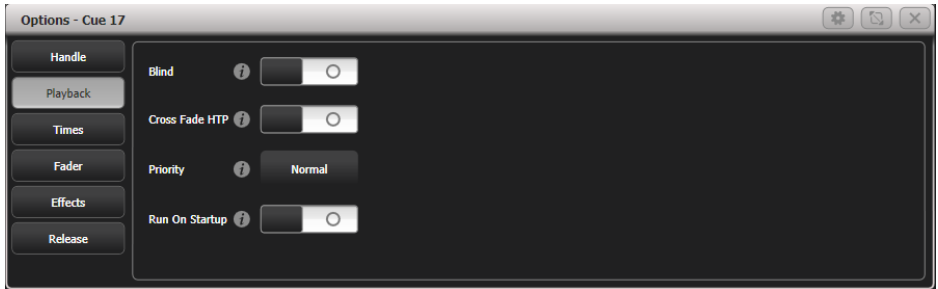 Options - Cue 17
Handle
Playback
Times
Fader
Effects
Release
Blind i
Cross Fade HTP i
Priority i Normal
Run On Startup i